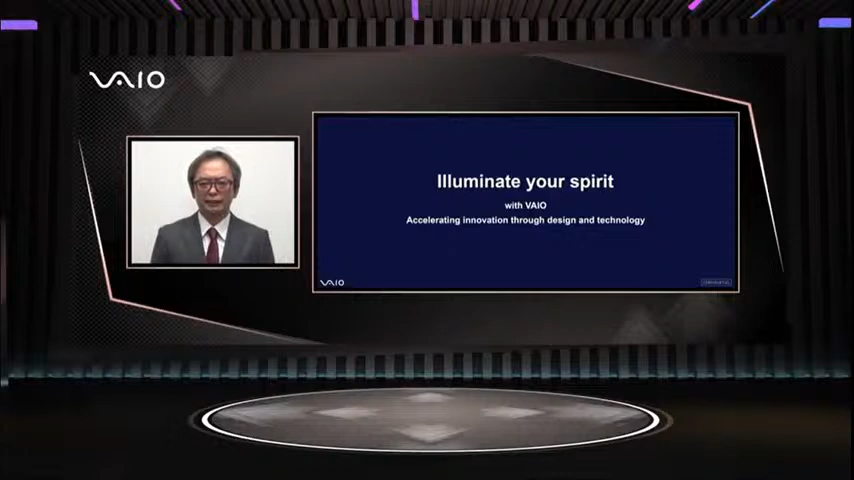 VAIO
Illuminate your spirit
with VAIO
Accelerating innovation through design and technology
VAIO